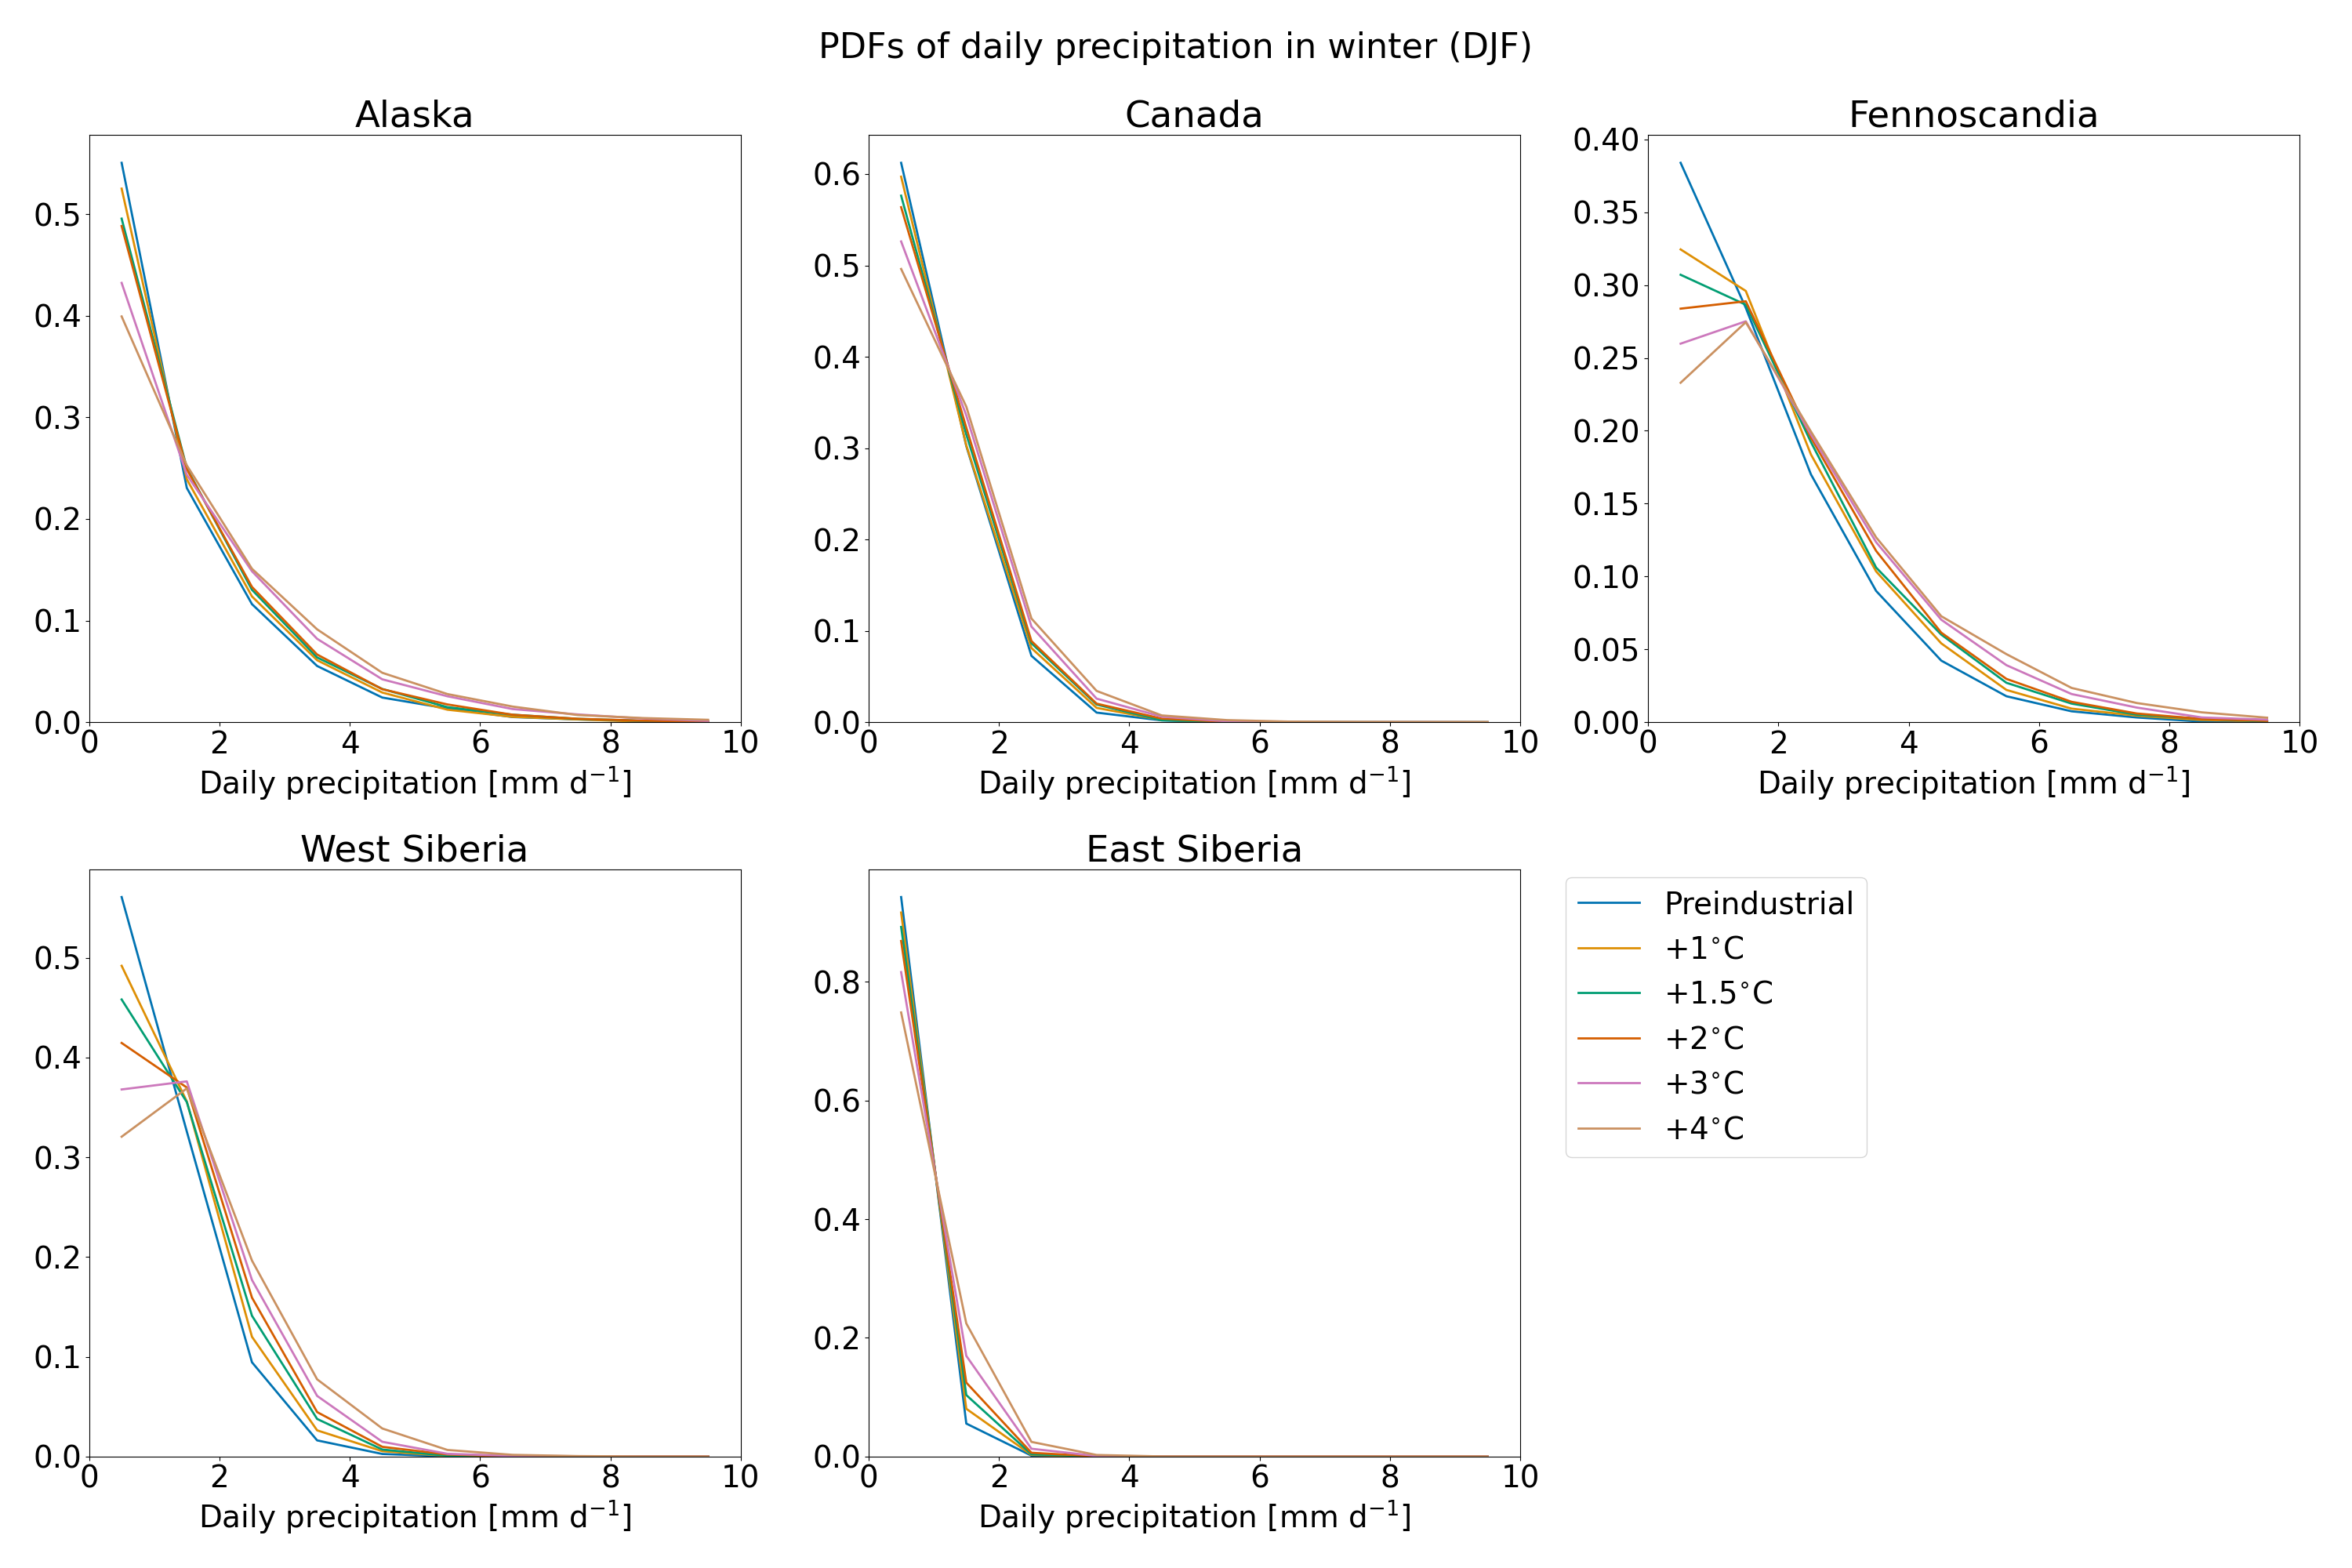 PDFs of daily precipitation in winter (DJF)
Alaska
0.5
0.4
0.3
0.2
0.1
0.0
0 2 4 6 8 10
Daily precipitation [mm d⁻¹]
Canada
0.6
0.5
0.4
0.3
0.2
0.1
0.0
0 2 4 6 8 10
Daily precipitation [mm d⁻¹]
Fennoscandia
0.40
0.35
0.30
0.25
0.20
0.15
0.10
0.05
0.00
0 2 4 6 8 10
Daily precipitation [mm d⁻¹]
West Siberia
0.5
0.4
0.3
0.2
0.1
0.0
0 2 4 6 8 10
Daily precipitation [mm d⁻¹]
East Siberia
0.8
0.6
0.4
0.2
0.0
0 2 4 6 8 10
Daily precipitation [mm d⁻¹]
Preindustrial
+1°C
+1.5°C
+2°C
+3°C
+4°C